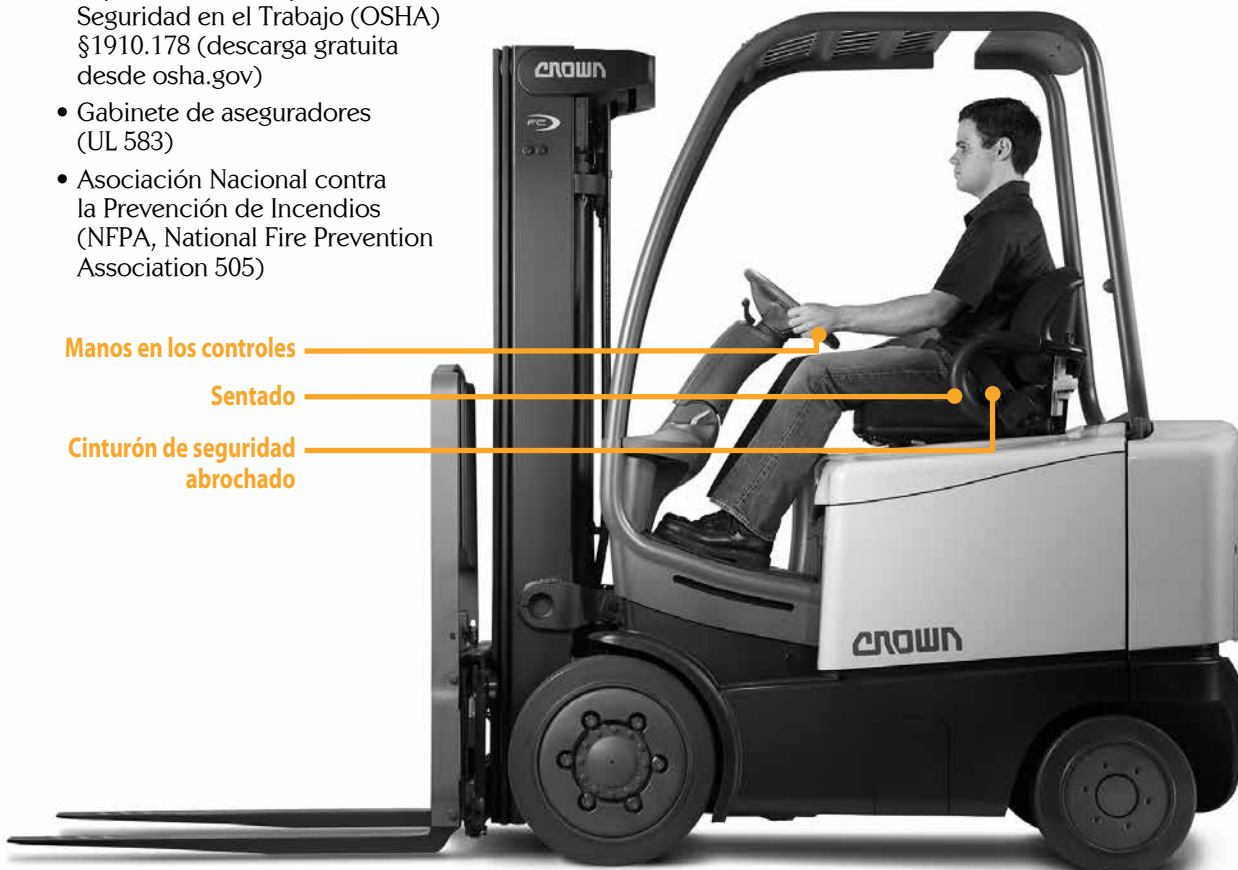 Seguridad en el Trabajo (OSHA)
§1910.178 (descarga gratuita
desde osha.gov)
• Gabinete de aseguradores
(UL 583)
• Asociación Nacional contra
la Prevención de Incendios
(NFPA, National Fire Prevention
Association 505)
CROWN
FC
Manos en los controles
Sentado
Cinturón de seguridad
abrochado
CROWN